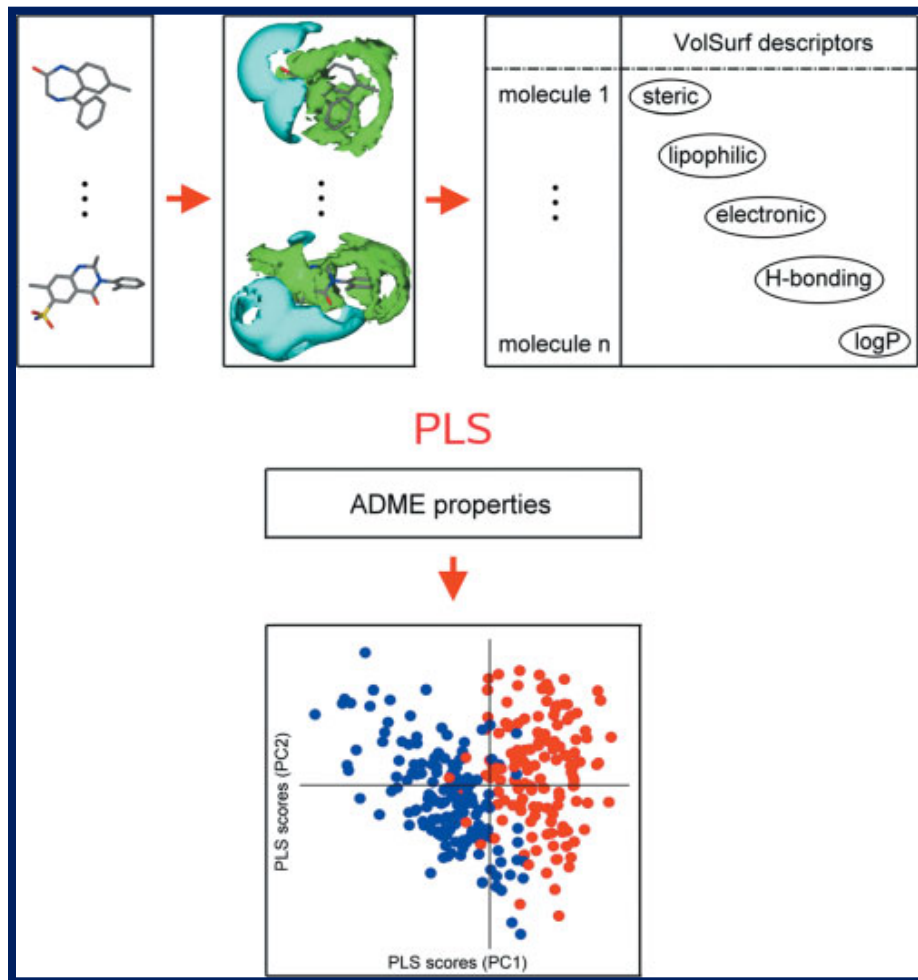 VolSurf descriptors
molecule 1
steric
lipophilic
electronic
H-bonding
molecule n
logP
PLS
ADME properties
PLS scores (PC2)
PLS scores (PC1)